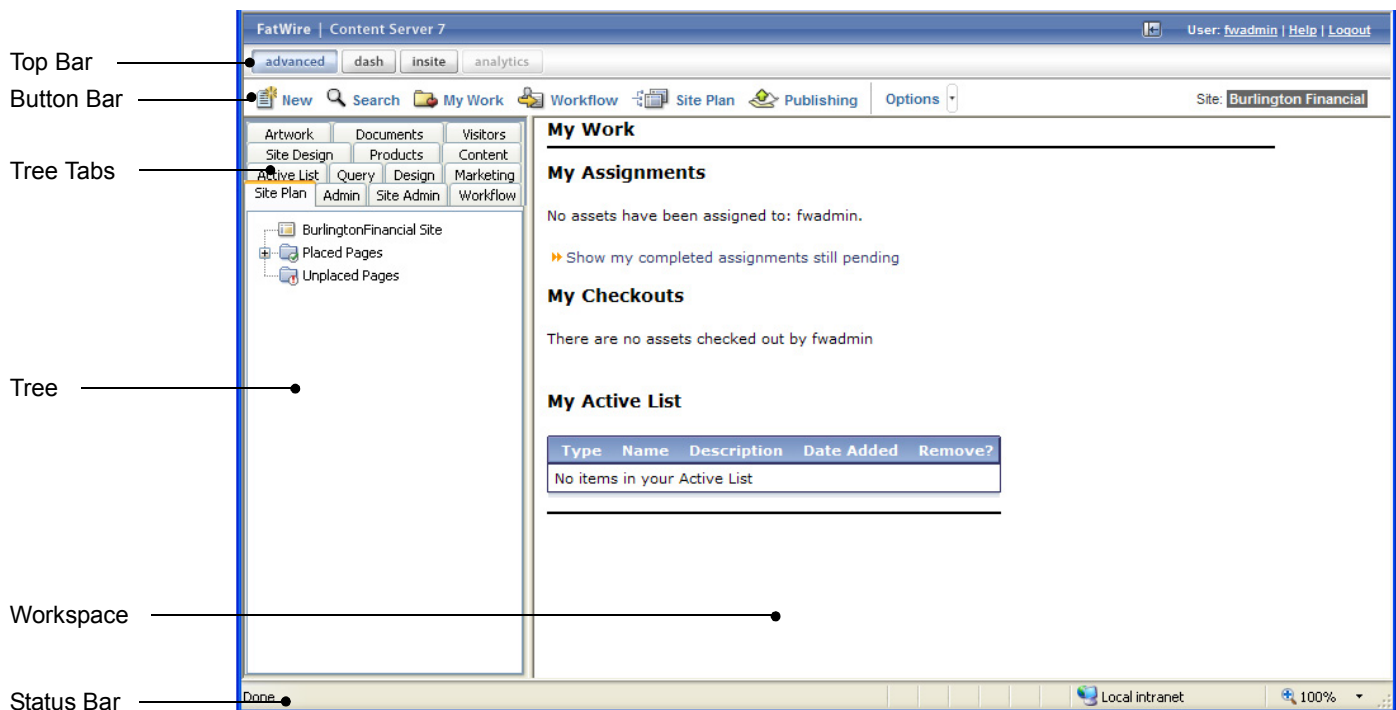 FatWire | Content Server 7
User: fwadmin | Help | Logout
Top Bar
advanced dash insite analytics
Button Bar
New Search My Work Workflow Site Plan Publishing Options Site: Burlington Financial
Artwork Documents Visitors
Site Design Products Content
Tree Tabs
Active List Query Design Marketing
Site Plan Admin Site Admin Workflow
BurlingtonFinancial Site
Placed Pages
Unplaced Pages
Tree
My Work
My Assignments
No assets have been assigned to: fwadmin.
Show my completed assignments still pending
My Checkouts
There are no assets checked out by fwadmin
My Active List
Type Name Description Date Added Remove?
No items in your Active List
Workspace
Status Bar
Done Local intranet 100%